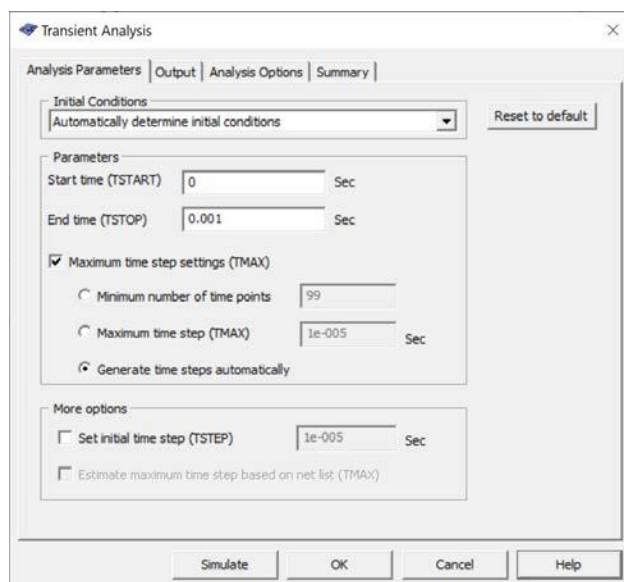 Transient Analysis
Analysis Parameters Output Analysis Options Summary
Initial Conditions
Automatically determine initial conditions
Reset to default
Parameters
Start time (TSTART) 0 Sec
End time (TSTOP) 0.001 Sec
Maximum time step settings (TMAX)
Minimum number of time points 99
Maximum time step (TMAX) 1e-005 Sec
Generate time steps automatically
More options
Set initial time step (TSTEP) 1e-005 Sec
Estimate maximum time step based on net list (TMAX)
Simulate OK Cancel Help